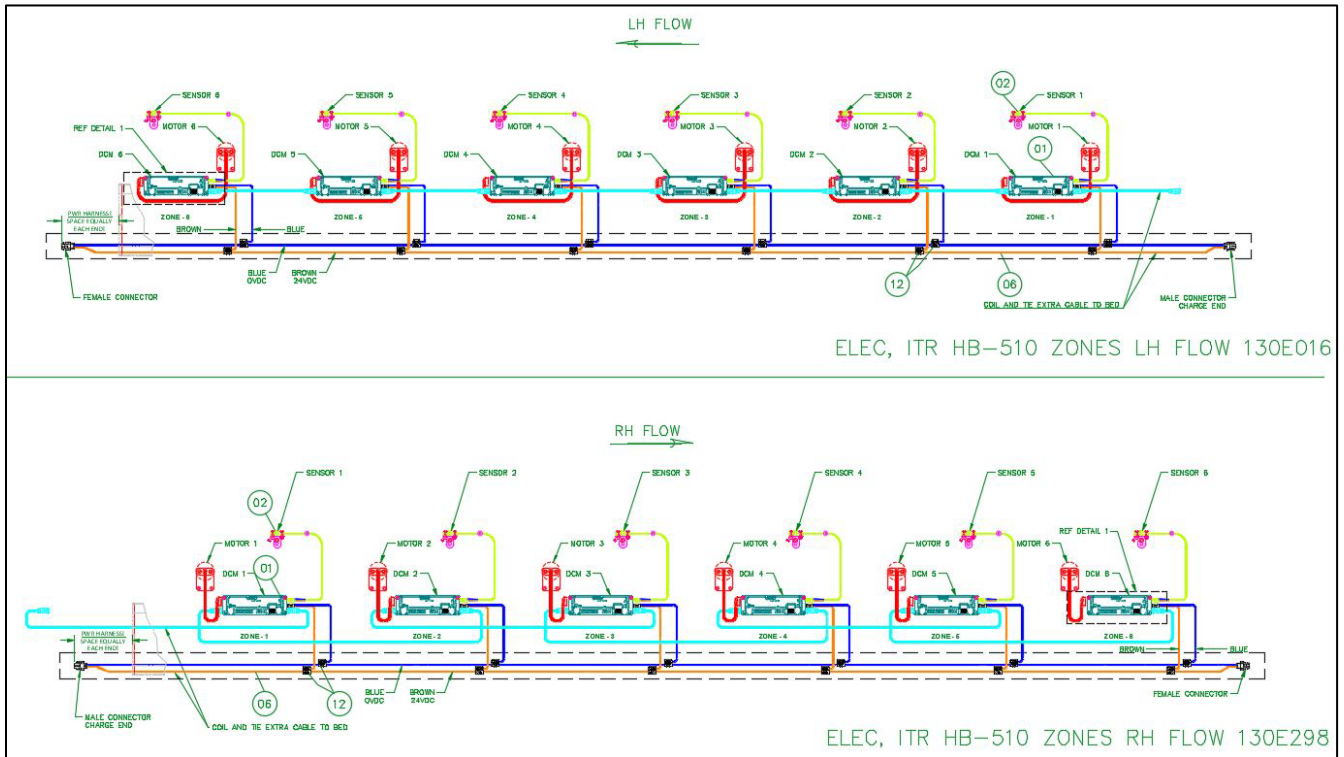 LH FLOW
SENSOR 6
SENSOR 5
SENSOR 4
SENSOR 3
SENSOR 2
02
SENSOR 1
REF DETAIL 1
MOTOR 6
MOTOR 5
MOTOR 4
MOTOR 3
MOTOR 2
MOTOR 1
01
DCM 6
DCM 5
DCM 4
DCM 3
DCM 2
DCM 1
PWR HARNESS
SPACE EQUALLY
EACH END
ZONE-6
ZONE-5
ZONE-4
ZONE-3
ZONE-2
ZONE-1
BROWN
BLUE
FEMALE CONNECTOR
BLUE
0VDC
BROWN
24VDC
12
06
COIL AND TIE EXTRA CABLE TO BED
MALE CONNECTOR
CHARGE END
ELEC, ITR HB-510 ZONES LH FLOW 130E016
RH FLOW
SENSOR 1
SENSOR 2
SENSOR 3
SENSOR 4
SENSOR 5
SENSOR 6
02
REF DETAIL 1
MOTOR 1
MOTOR 2
MOTOR 3
MOTOR 4
MOTOR 5
MOTOR 6
01
DCM 1
DCM 2
DCM 3
DCM 4
DCM 5
DCM 6
PWR HARNESS
SPACE EQUALLY
EACH END
ZONE-1
ZONE-2
ZONE-3
ZONE-4
ZONE-5
ZONE-6
BROWN
BLUE
MALE CONNECTOR
CHARGE END
06
12
BLUE
0VDC
BROWN
24VDC
FEMALE CONNECTOR
COIL AND TIE EXTRA CABLE TO BED
ELEC, ITR HB-510 ZONES RH FLOW 130E298